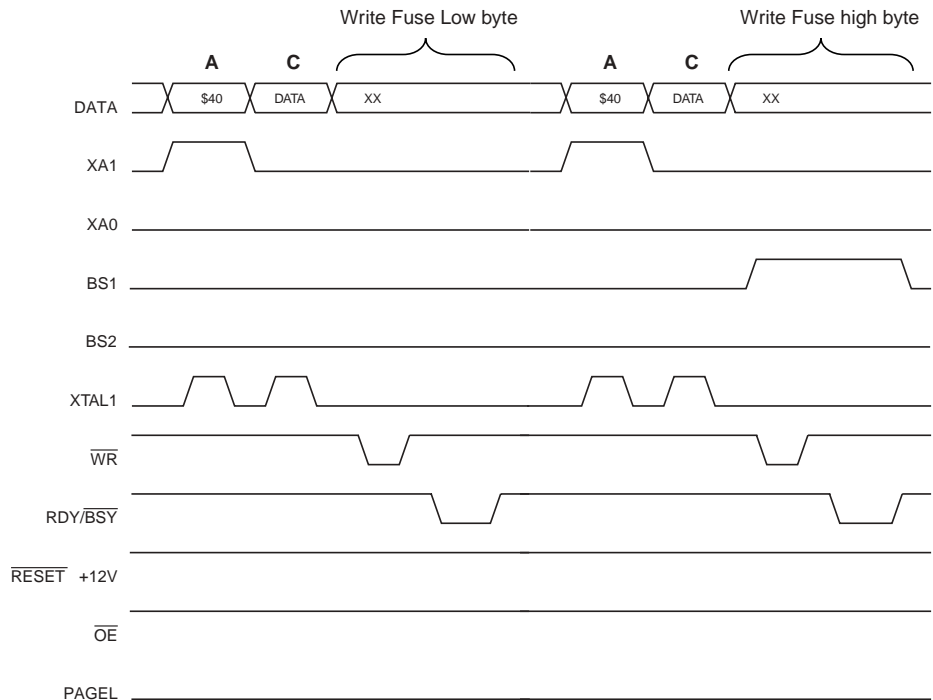 Write Fuse Low byte Write Fuse high byte
A C A C
DATA $40 DATA XX $40 DATA XX
XA1
XA0
BS1
BS2
XTAL1
WR
RDY/BSY
RESET +12V
OE
PAGEL